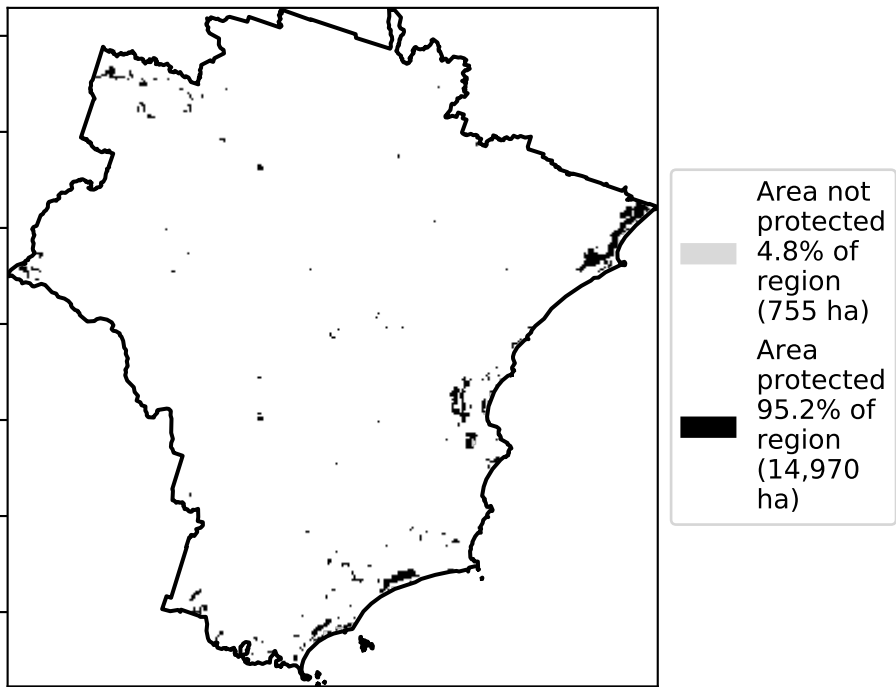 Area not
protected
4.8% of
region
(755 ha)
Area
protected
95.2% of
region
(14,970
ha)